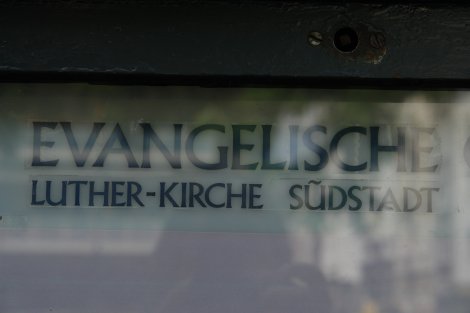 EVANGELISCHE
LUTHER-KIRCHE SÜDSTADT